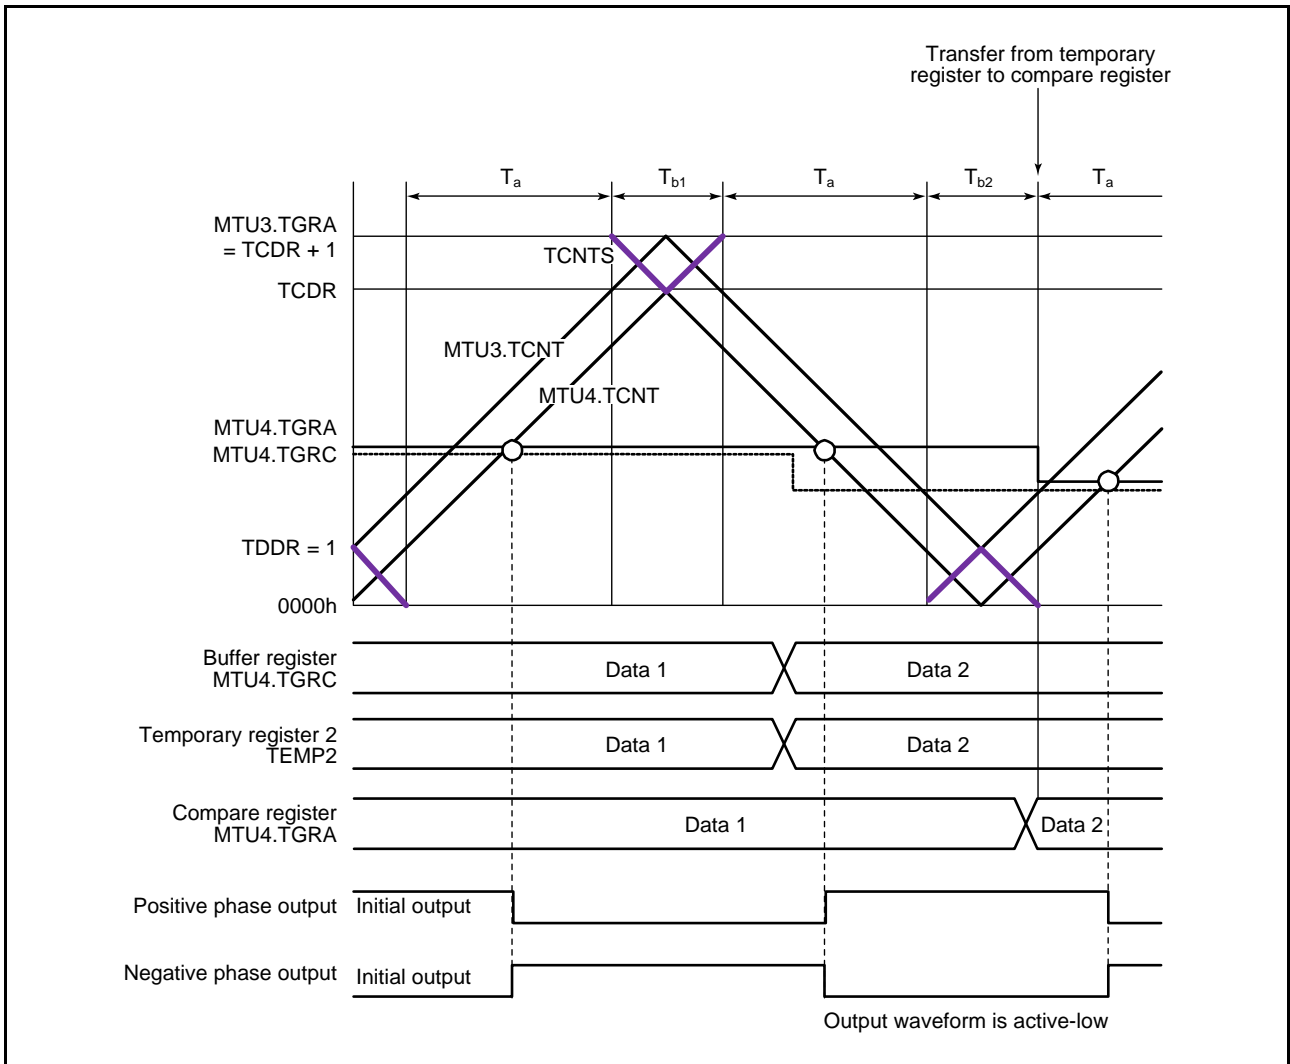 Transfer from temporary
register to compare register
Ta
Tb1
Ta
Tb2
Ta
MTU3.TGRA
= TCDR + 1
TCNTS
TCDR
MTU3.TCNT
MTU4.TCNT
MTU4.TGRA
MTU4.TGRC
TDDR = 1
0000h
Buffer register
MTU4.TGRC
Data 1
Data 2
Temporary register 2
TEMP2
Data 1
Data 2
Compare register
MTU4.TGRA
Data 1
Data 2
Positive phase output
Initial output
Negative phase output
Initial output
Output waveform is active-low